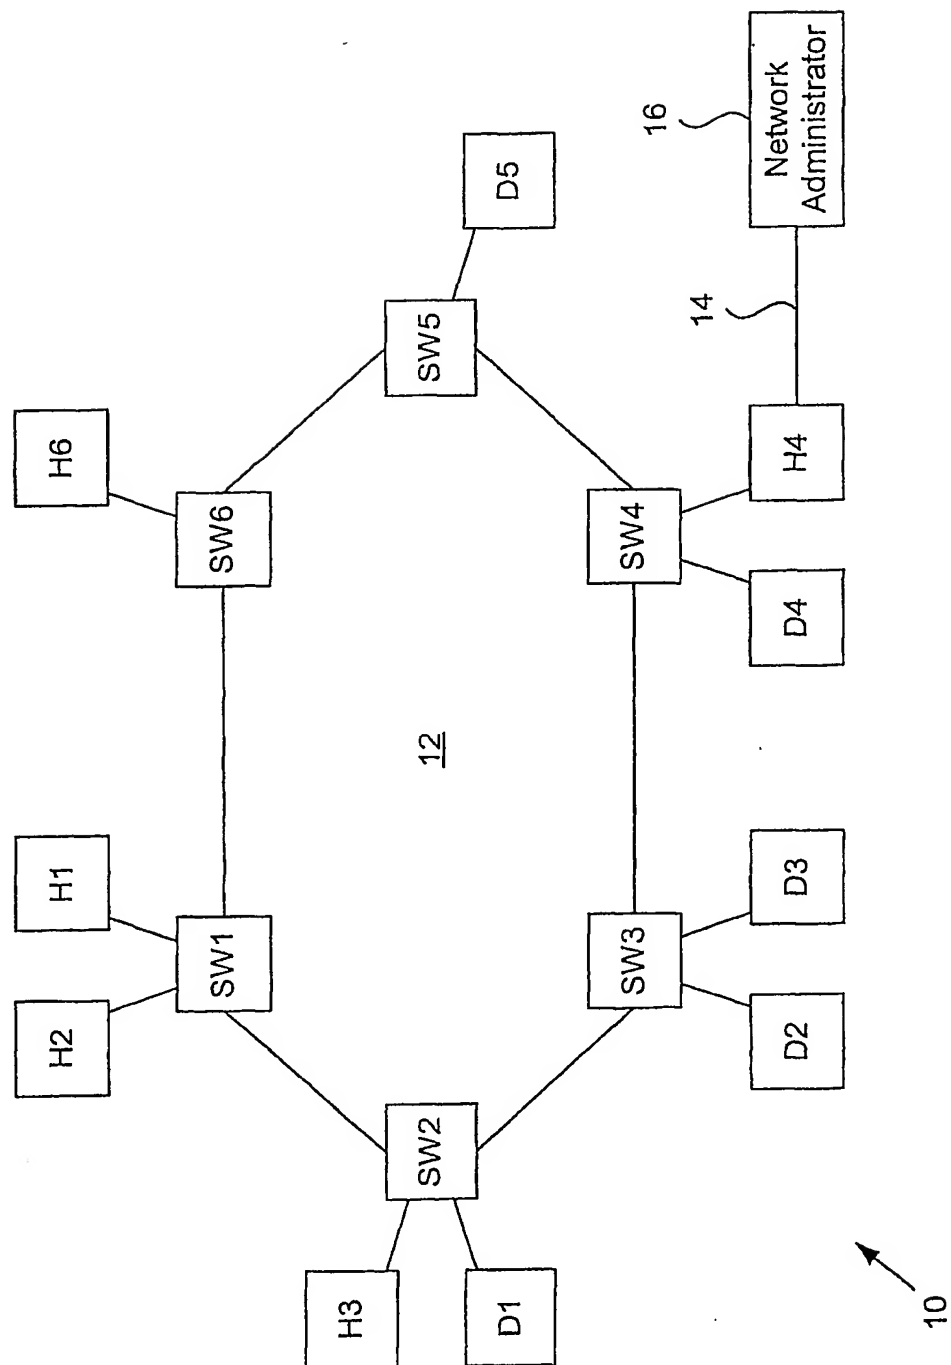 H2
H1
H6
SW1
SW6
H3
SW2
12
SW5
D1
D5
SW3
SW4
16
14
D2
D3
D4
H4
Network
Administrator
10